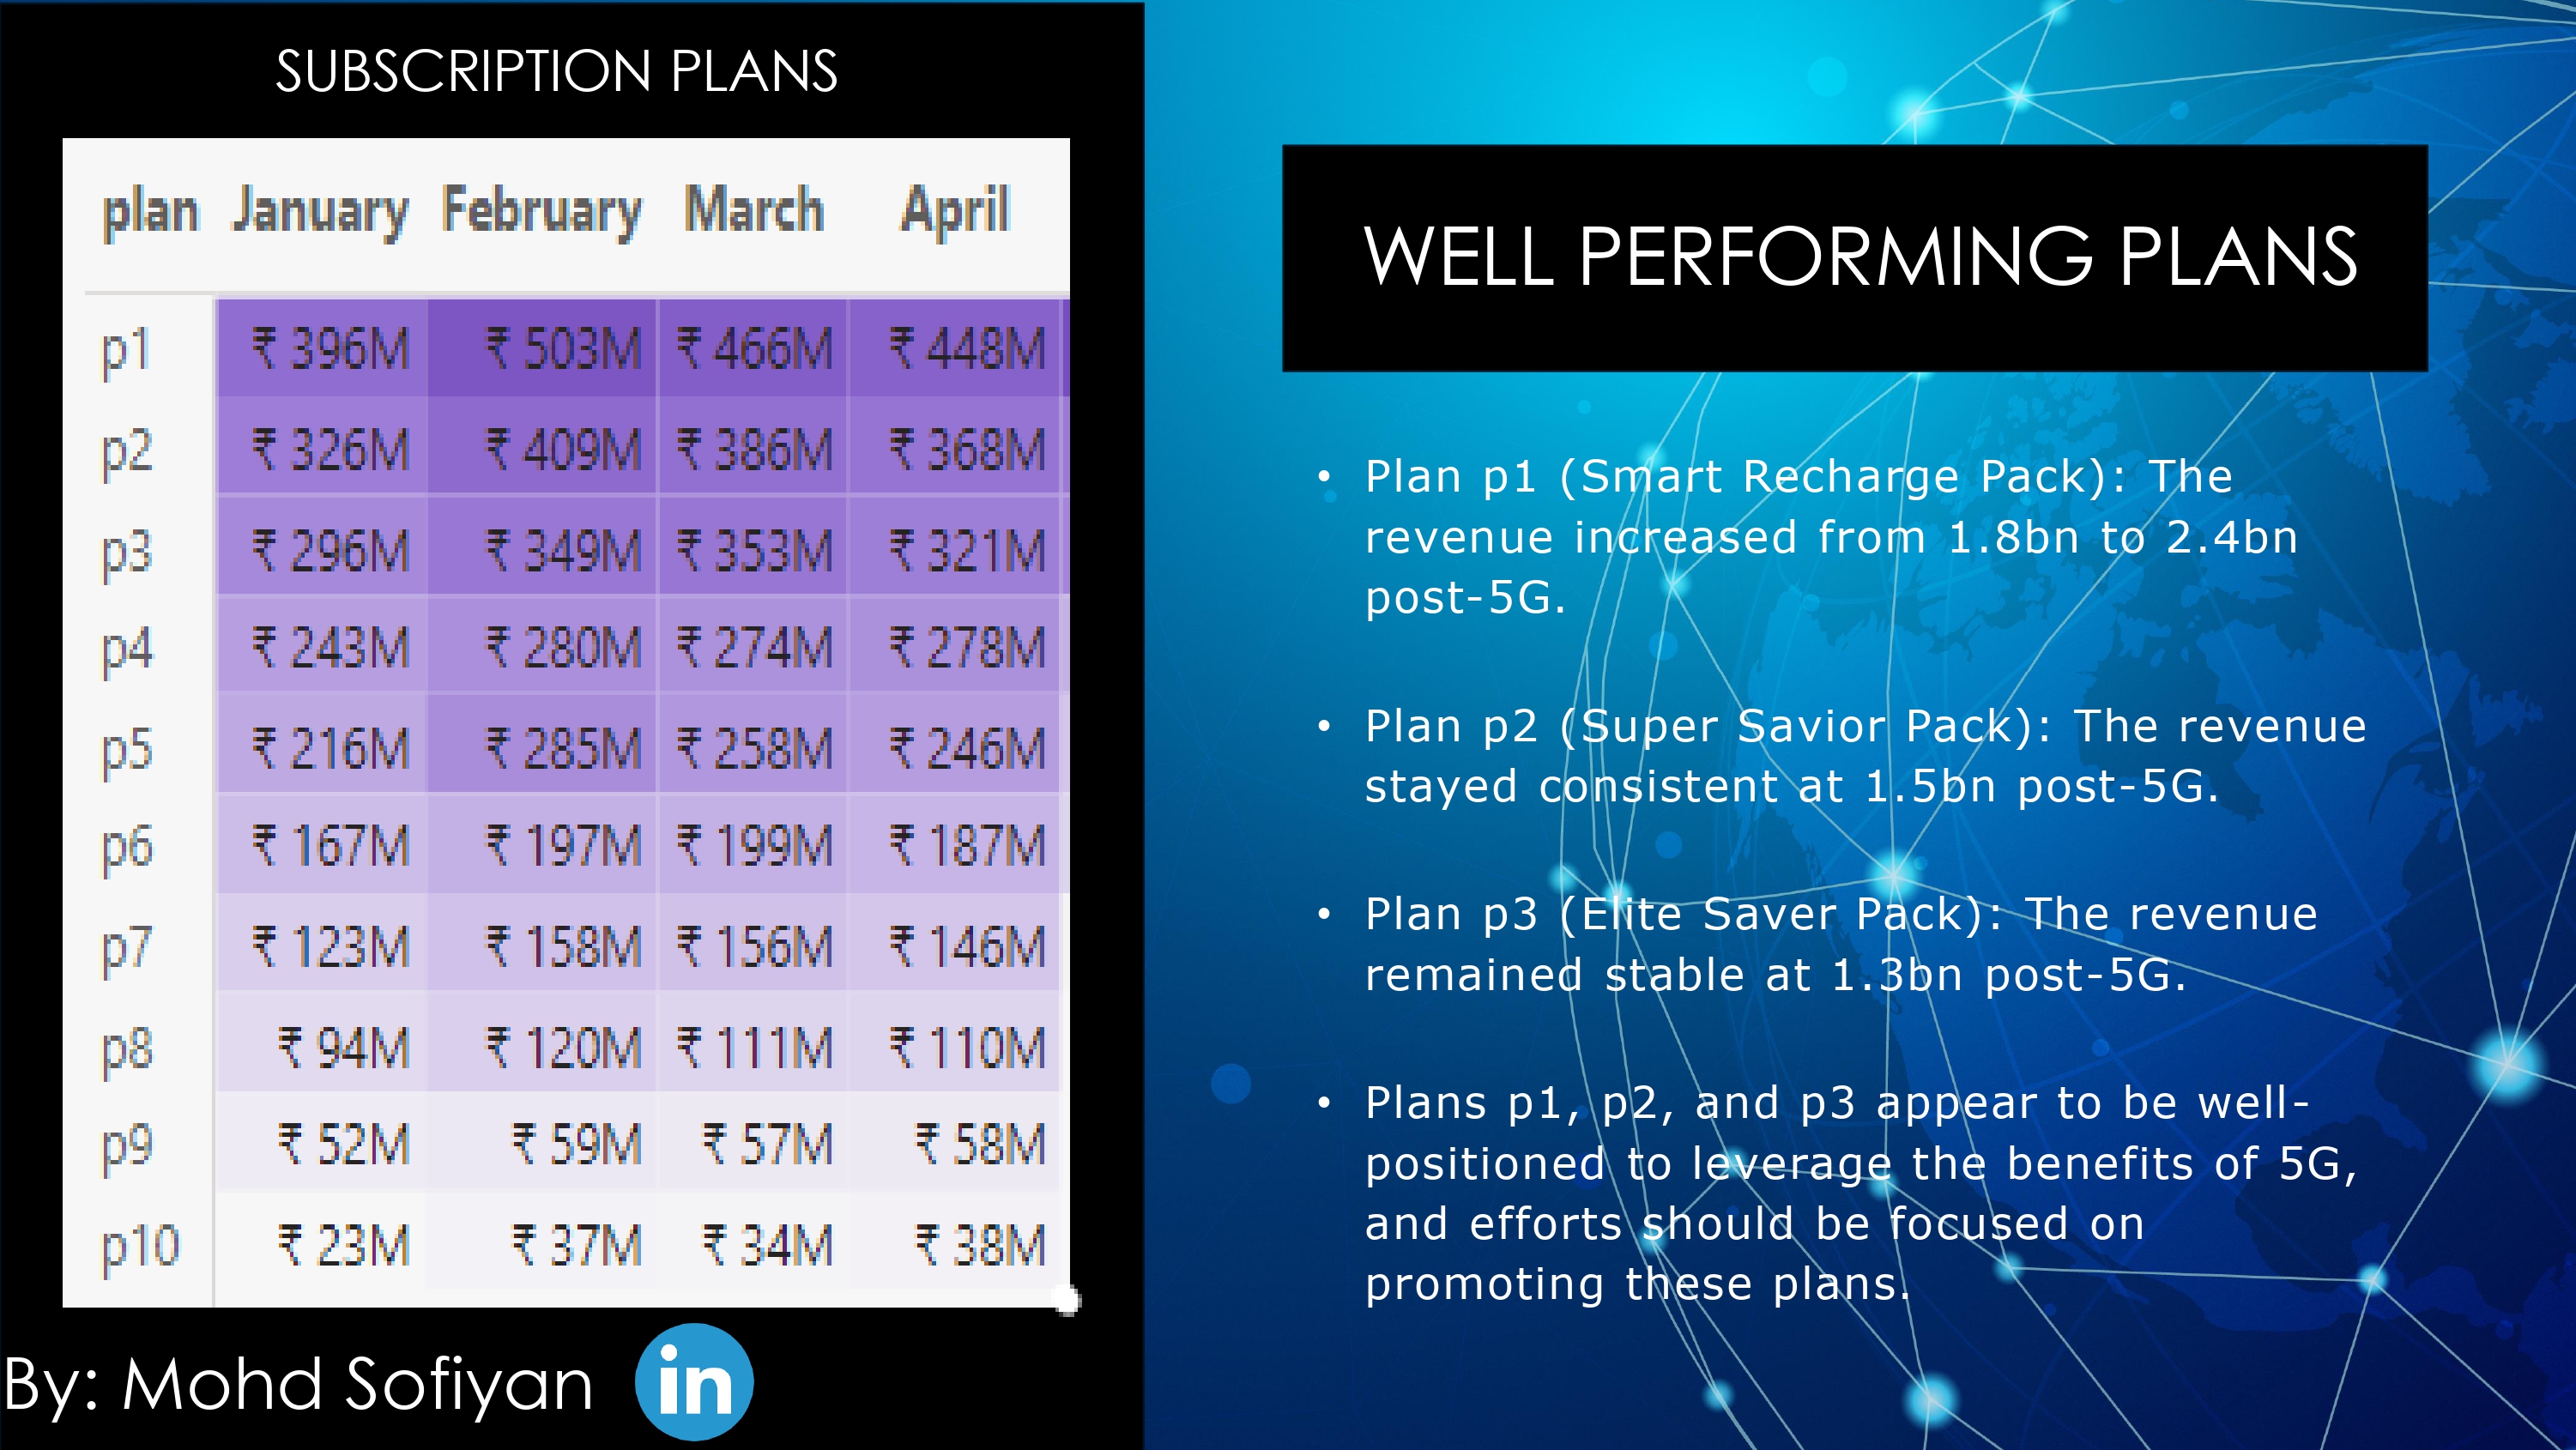 SUBSCRIPTION PLANS
plan January February March April
p1 ₹ 396M ₹ 503M ₹ 466M ₹ 448M
p2 ₹ 326M ₹ 409M ₹ 386M ₹ 368M
p3 ₹ 296M ₹ 349M ₹ 353M ₹ 321M
p4 ₹ 243M ₹ 280M ₹ 274M ₹ 278M
p5 ₹ 216M ₹ 285M ₹ 258M ₹ 246M
p6 ₹ 167M ₹ 197M ₹ 199M ₹ 187M
p7 ₹ 123M ₹ 158M ₹ 156M ₹ 146M
p8 ₹ 94M ₹ 120M ₹ 111M ₹ 110M
p9 ₹ 52M ₹ 59M ₹ 57M ₹ 58M
p10 ₹ 23M ₹ 37M ₹ 34M ₹ 38M
By: Mohd Sofiyan in
WELL PERFORMING PLANS
• Plan p1 (Smart Recharge Pack): The
revenue increased from 1.8bn to 2.4bn
post-5G.
• Plan p2 (Super Savior Pack): The revenue
stayed consistent at 1.5bn post-5G.
• Plan p3 (Elite Saver Pack): The revenue
remained stable at 1.3bn post-5G.
• Plans p1, p2, and p3 appear to be well-
positioned to leverage the benefits of 5G,
and efforts should be focused on
promoting these plans.